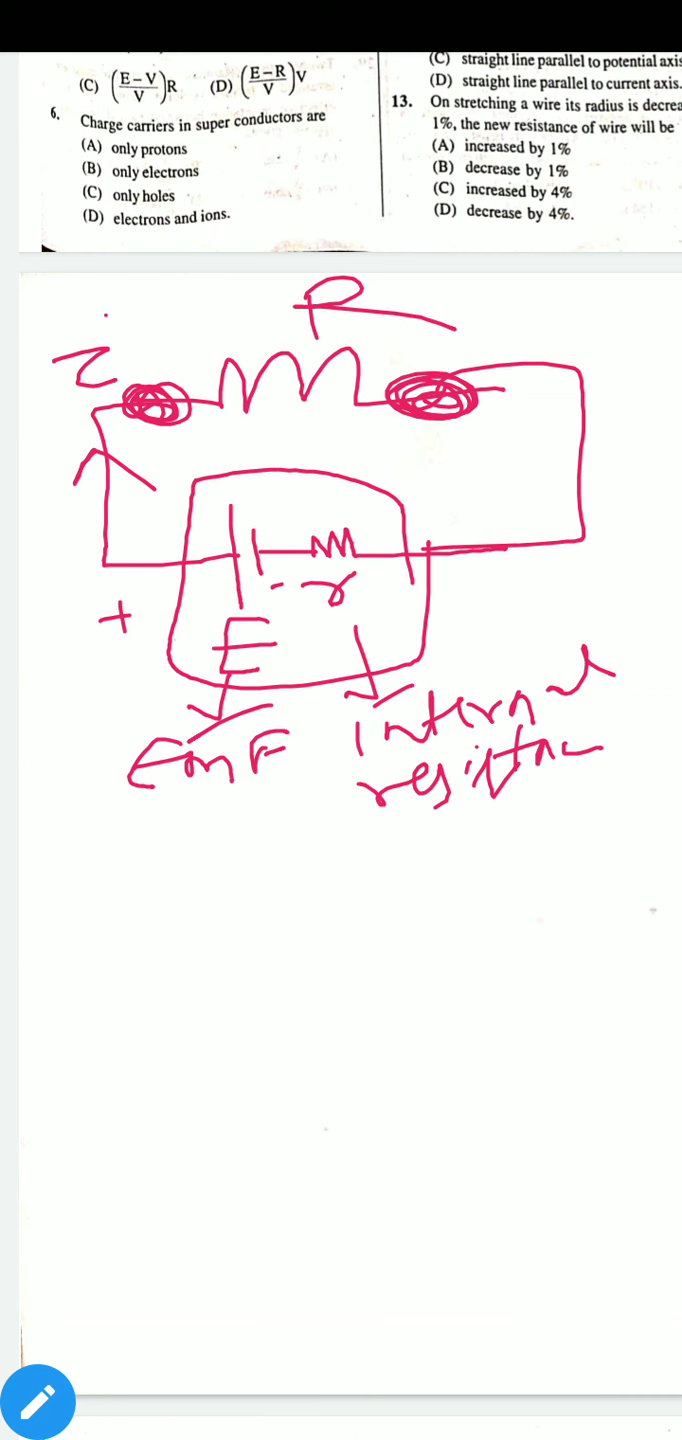 (C) (E–V/V)R (D) (E–R/V)V
6. Charge carriers in super conductors are
(A) only protons
(B) only electrons
(C) only holes
(D) electrons and ions.
(C) straight line parallel to potential axis
(D) straight line parallel to current axis.
13. On stretching a wire its radius is decrea
1%, the new resistance of wire will be
(A) increased by 1%
(B) decrease by 1%
(C) increased by 4%
(D) decrease by 4%.
R
i
r
+ -
E
EmF
internal
resistanc